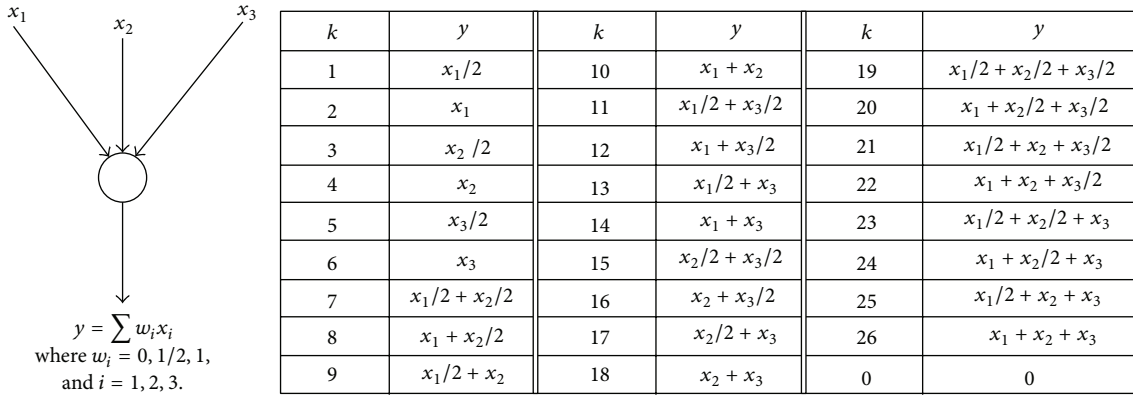 x₁ x₂ x₃
y = ∑ wᵢxᵢ
where wᵢ = 0, 1/2, 1,
and i = 1, 2, 3.
k y k y k y
1 x₁/2 10 x₁ + x₂ 19 x₁/2 + x₂/2 + x₃/2
2 x₁ 11 x₁/2 + x₃/2 20 x₁ + x₂/2 + x₃/2
3 x₂ /2 12 x₁ + x₃/2 21 x₁/2 + x₂ + x₃/2
4 x₂ 13 x₁/2 + x₃ 22 x₁ + x₂ + x₃/2
5 x₃/2 14 x₁ + x₃ 23 x₁/2 + x₂/2 + x₃
6 x₃ 15 x₂/2 + x₃/2 24 x₁ + x₂/2 + x₃
7 x₁/2 + x₂/2 16 x₂ + x₃/2 25 x₁/2 + x₂ + x₃
8 x₁ + x₂/2 17 x₂/2 + x₃ 26 x₁ + x₂ + x₃
9 x₁/2 + x₂ 18 x₂ + x₃ 0 0